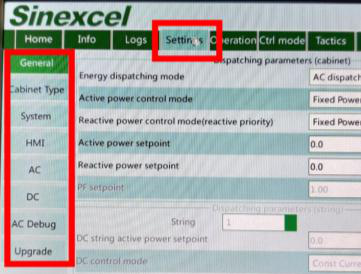 Sinexcel
Home Info Logs Settings Operation Ctrl mode Tactics
General
Cabinet Type
System
HMI
AC
DC
AC Debug
Upgrade
Dispatching parameters (cabinet)
Energy dispatching mode AC dispatch
Active power control mode Fixed Power
Reactive power control mode(reactive priority) Fixed Power
Active power setpoint 0.0
Reactive power setpoint 0.0
PF setpoint 1.00
Dispatching parameters (string)
String 1
DC string active power setpoint 0.0
DC control mode Const Curre